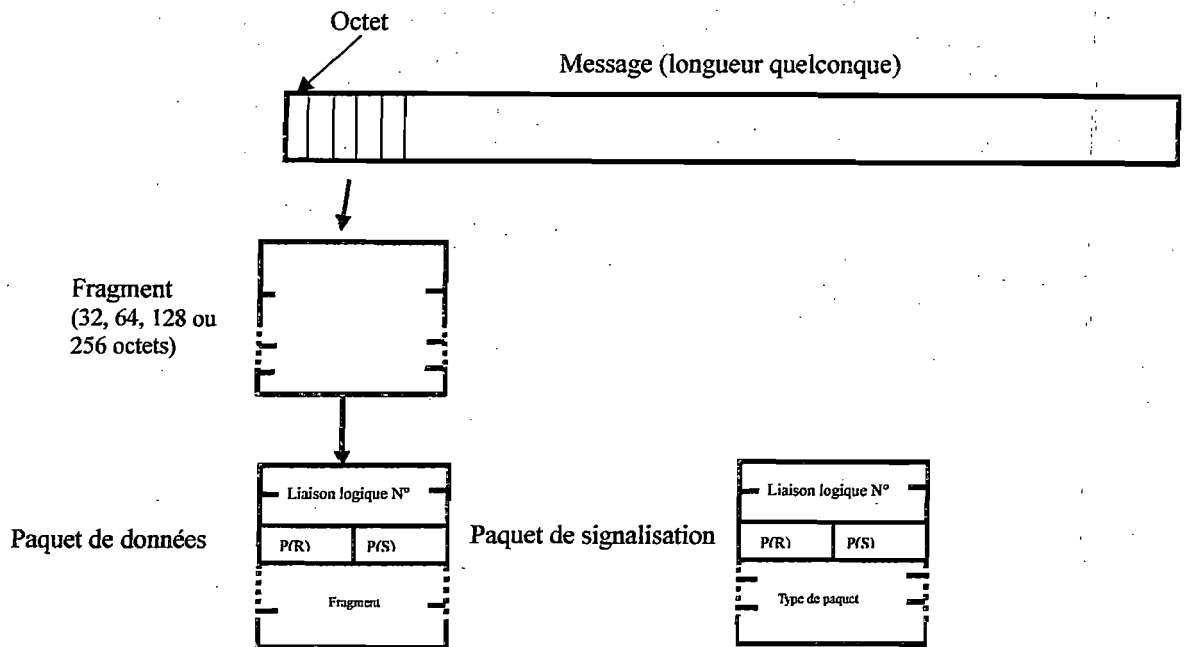 Octet
Message (longueur quelconque)
Fragment
(32, 64, 128 ou
256 octets)
Paquet de données
Liaison logique N°
P(R) P(S)
Fragment
Paquet de signalisation
Liaison logique N°
P(R) P(S)
Type de paquet